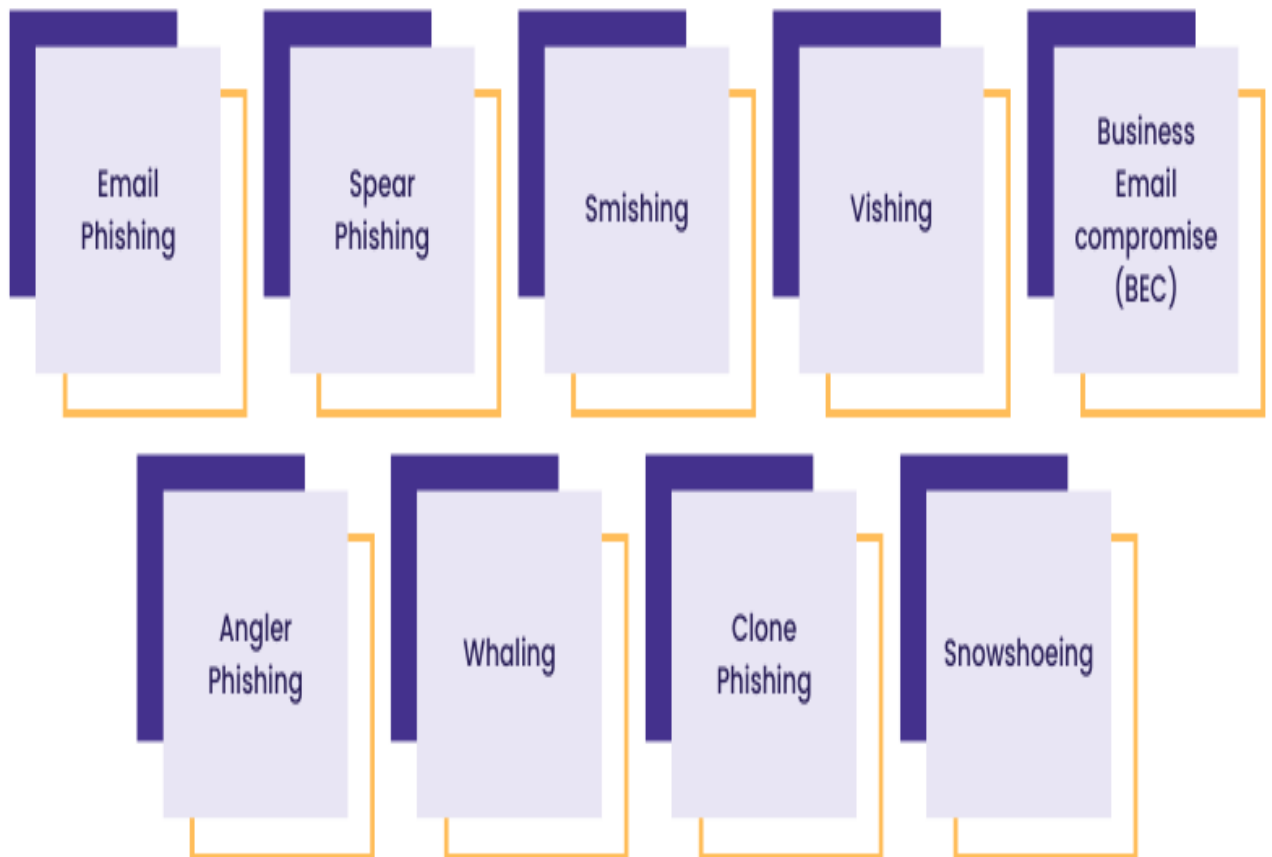 Email
Phishing
Spear
Phishing
Smishing
Vishing
Business
Email
compromise
(BEC)
Angler
Phishing
Whaling
Clone
Phishing
Snowshoeing